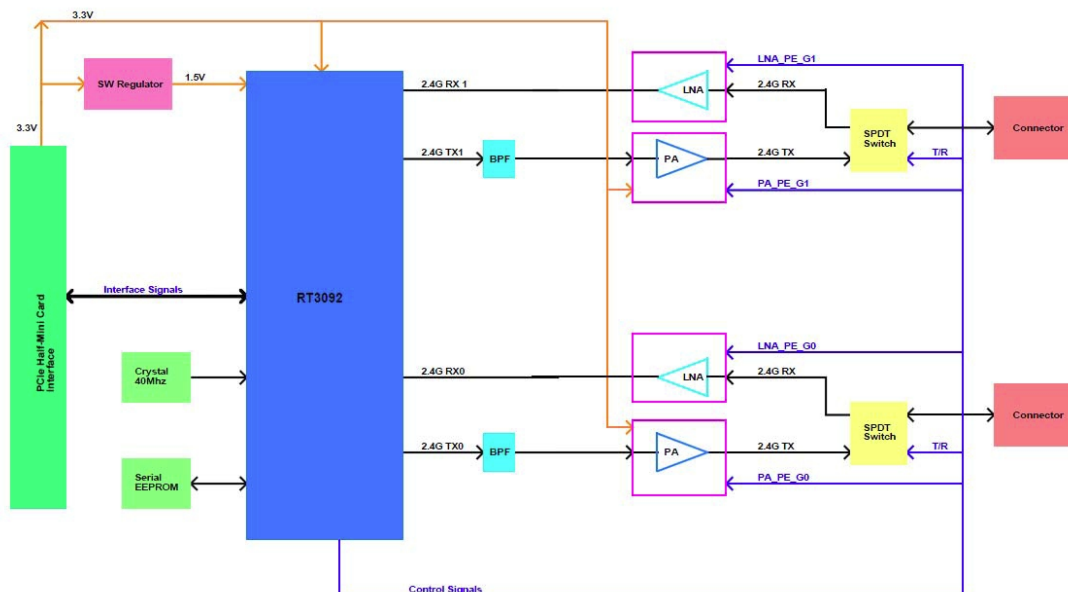 3.3V
LNA_PE_G1
SW Regulator
1.5V
2.4G RX 1
LNA
2.4G RX
3.3V
SPDT
Switch
Connector
2.4G TX1
BPF
PA
2.4G TX
T/R
PA_PE_G1
Interface Signals
RT3092
PCIe Half-Mini Card
Interface
LNA_PE_G0
Crystal
40Mhz
2.4G RX0
LNA
2.4G RX
SPDT
Switch
Connector
2.4G TX0
BPF
PA
2.4G TX
T/R
Serial
EEPROM
PA_PE_G0
Control Signals